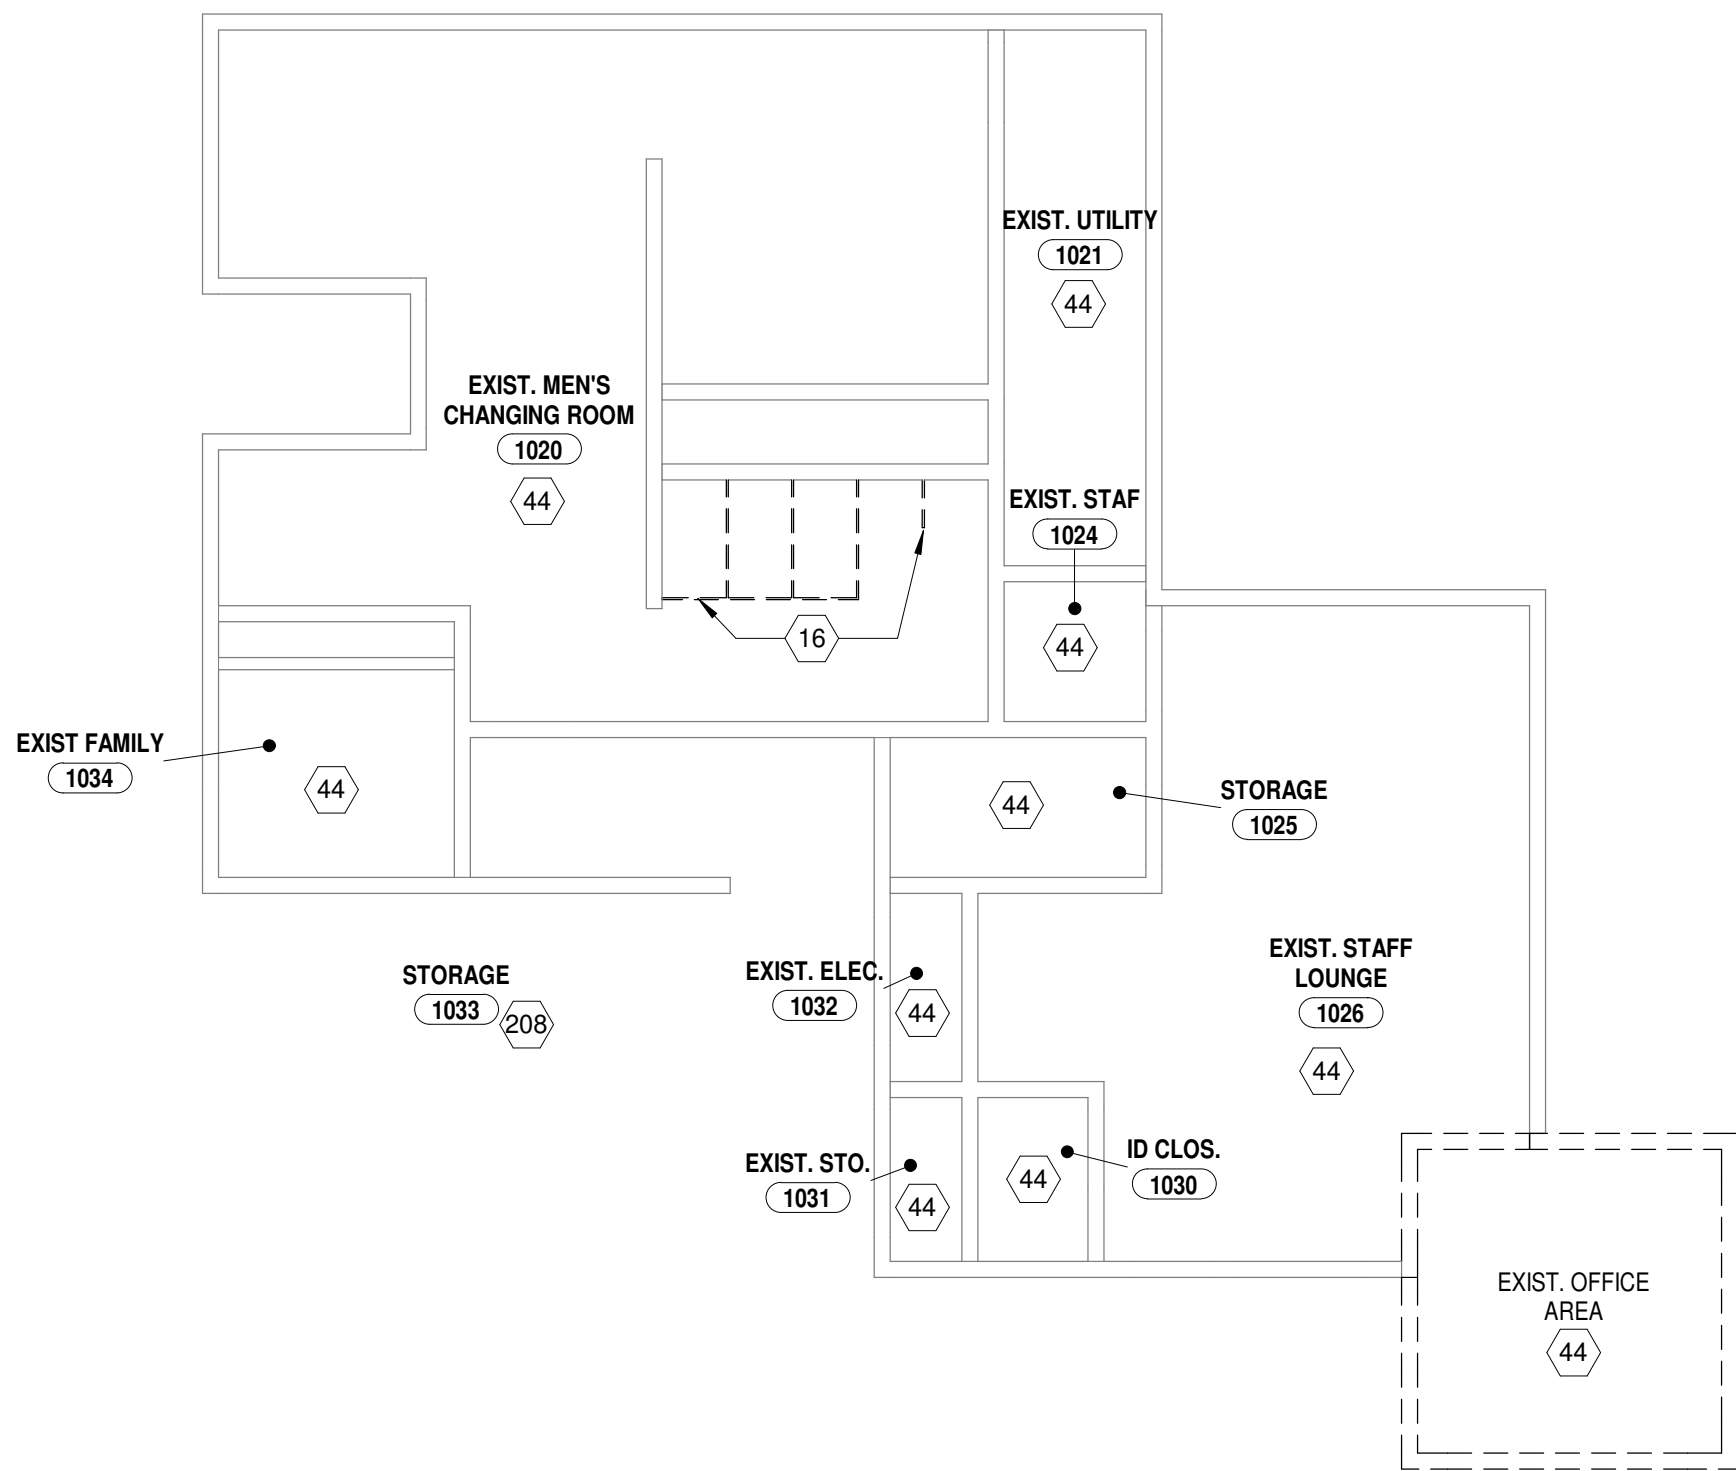 EXIST. UTILITY
1021
44
EXIST. MEN'S
CHANGING ROOM
1020
44
EXIST. STAF
1024
44
16
EXIST FAMILY
1034
44
44
STORAGE
1025
STORAGE
1033
208
EXIST. ELEC.
1032
44
EXIST. STAFF
LOUNGE
1026
44
EXIST. STO.
1031
44
44
ID CLOS.
1030
EXIST. OFFICE
AREA
44